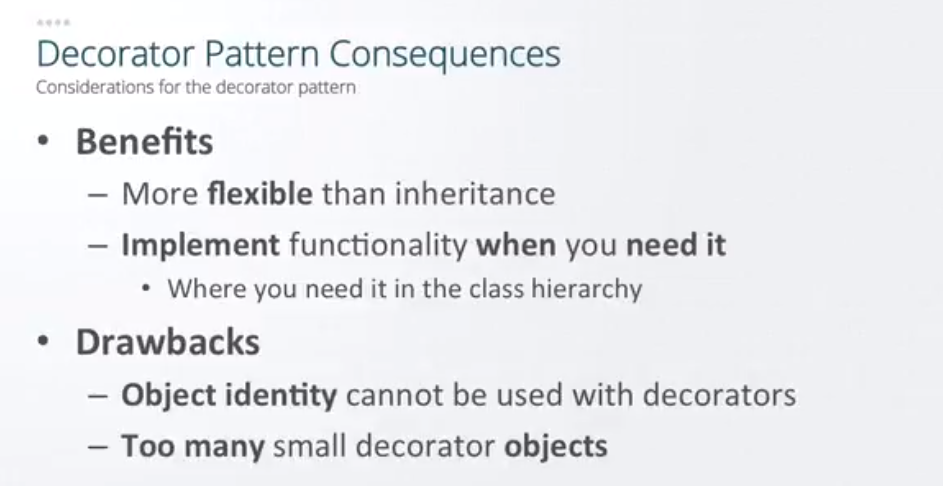 Decorator Pattern Consequences
Considerations for the decorator pattern
• Benefits
– More flexible than inheritance
– Implement functionality when you need it
• Where you need it in the class hierarchy
• Drawbacks
– Object identity cannot be used with decorators
– Too many small decorator objects